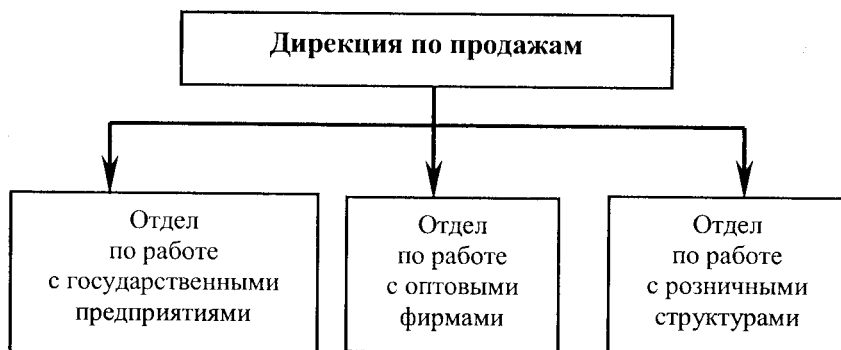 Дирекция по продажам
Отдел
по работе
с государственными
предприятиями
Отдел
по работе
с оптовыми
фирмами
Отдел
по работе
с розничными
структурами